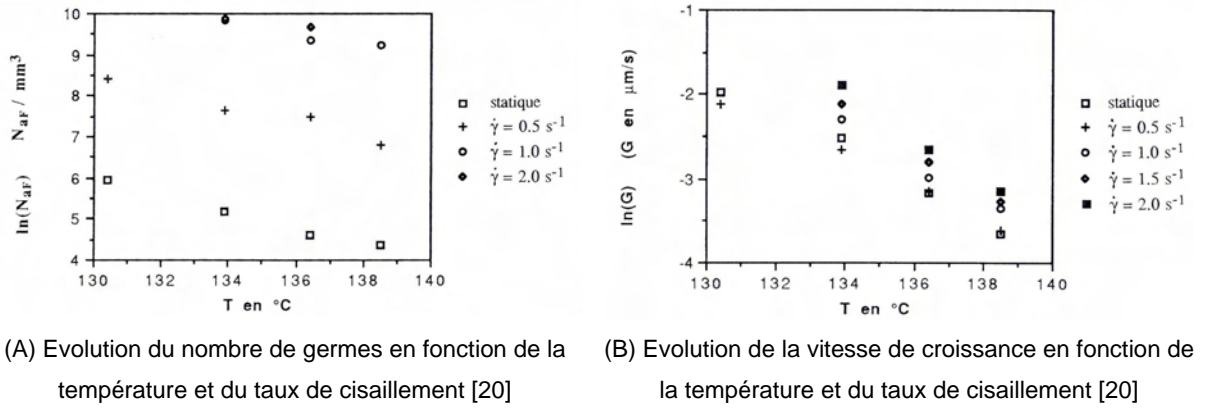 10
9
8
7
6
5
4
130 132 134 136 138 140
ln(NaF) NaF / mm³
T en °C
statique
γ̇ = 0.5 s⁻¹
γ̇ = 1.0 s⁻¹
γ̇ = 2.0 s⁻¹
(A) Evolution du nombre de germes en fonction de la
température et du taux de cisaillement [20]
-1
-2
-3
-4
130 132 134 136 138 140
ln(G) (G en μm/s)
T en °C
statique
γ̇ = 0.5 s⁻¹
γ̇ = 1.0 s⁻¹
γ̇ = 1.5 s⁻¹
γ̇ = 2.0 s⁻¹
(B) Evolution de la vitesse de croissance en fonction de
la température et du taux de cisaillement [20]